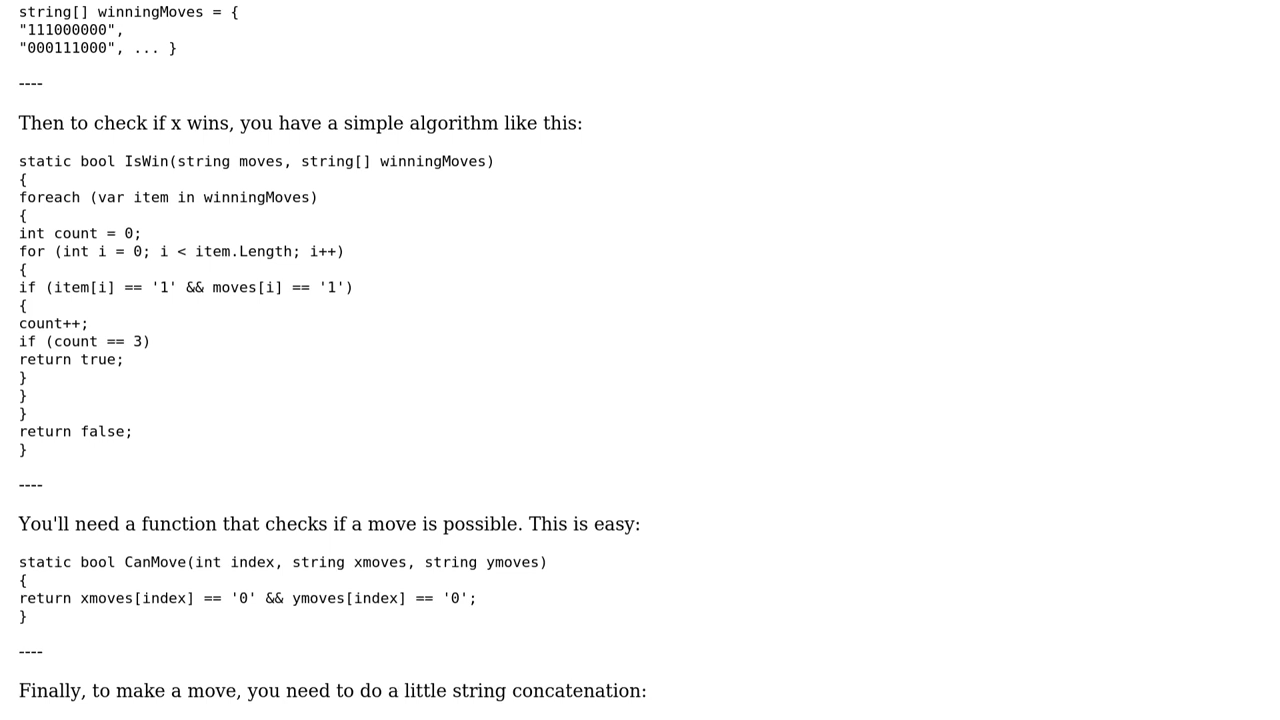 string[] winningMoves = {
"111000000",
"000111000", ... }
----
Then to check if x wins, you have a simple algorithm like this:
static bool IsWin(string moves, string[] winningMoves)
{
foreach (var item in winningMoves)
{
int count = 0;
for (int i = 0; i < item.Length; i++)
{
if (item[i] == '1' && moves[i] == '1')
{
count++;
if (count == 3)
return true;
}
}
}
return false;
}
----
You'll need a function that checks if a move is possible. This is easy:
static bool CanMove(int index, string xmoves, string ymoves)
{
return xmoves[index] == '0' && ymoves[index] == '0';
}
----
Finally, to make a move, you need to do a little string concatenation: